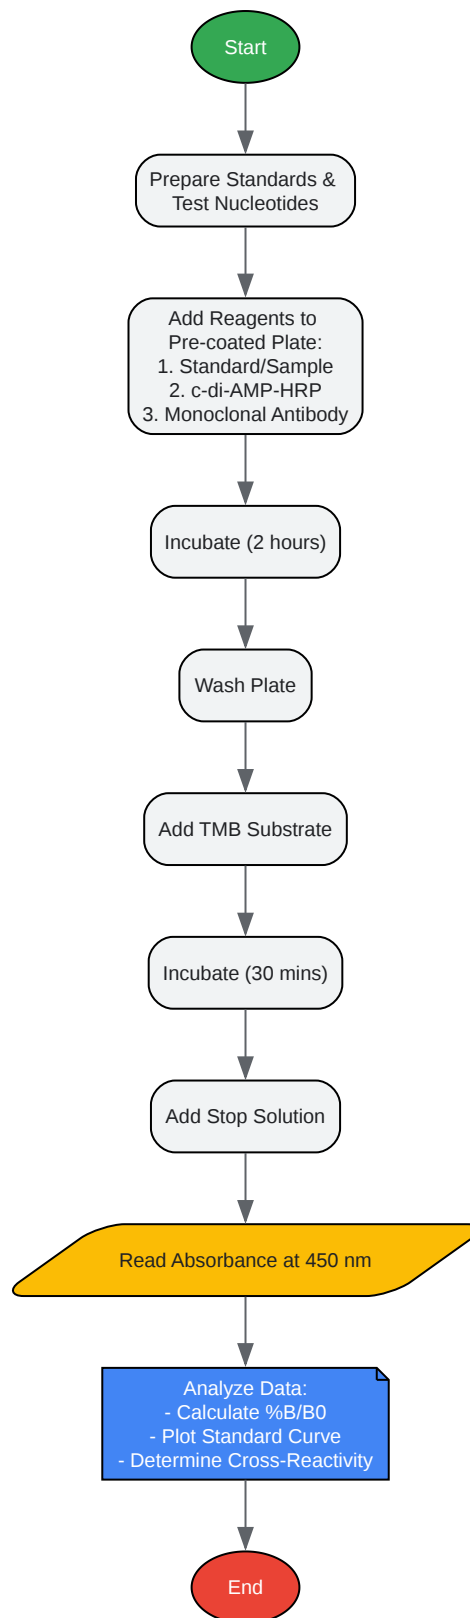 Start
Prepare Standards &
Test Nucleotides
Add Reagents to
Pre-coated Plate:
1. Standard/Sample
2. c-di-AMP-HRP
3. Monoclonal Antibody
Incubate (2 hours)
Wash Plate
Add TMB Substrate
Incubate (30 mins)
Add Stop Solution
Read Absorbance at 450 nm
Analyze Data:
- Calculate %B/B0
- Plot Standard Curve
- Determine Cross-Reactivity
End